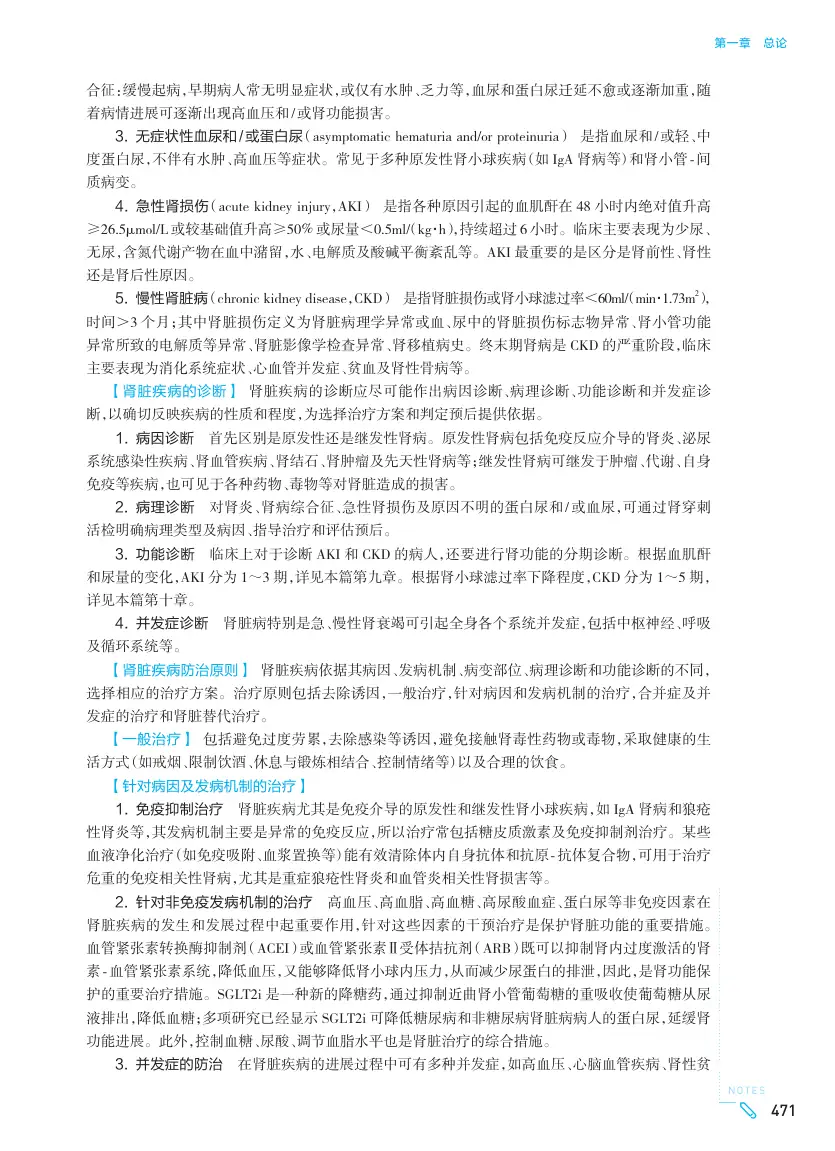 第一章 总论
合征;缓慢起病,早期病人常无明显症状,或仅有水肿、乏力等,血尿和蛋白尿迁延不愈或逐渐加重,随
着病情进展可逐渐出现高血压和/或肾功能损害。
3. 无症状性血尿和/或蛋白尿(asymptomatic hematuria and/or proteinuria) 是指血尿和/或轻、中
度蛋白尿,不伴有水肿、高血压等症状。常见于多种原发性肾小球疾病(如 IgA 肾病等)和肾小管-间
质病变。
4. 急性肾损伤(acute kidney injury,AKI) 是指各种原因引起的血肌酐在 48 小时内绝对值升高
≥26.5μmol/L 或较基础值升高≥50% 或尿量<0.5ml/(kg·h),持续超过 6 小时。临床主要表现为少尿、
无尿,含氮代谢产物在血中潴留,水、电解质及酸碱平衡紊乱等。AKI 最重要的是区分是肾前性、肾性
还是肾后性原因。
5. 慢性肾脏病(chronic kidney disease,CKD) 是指肾脏损伤或肾小球滤过率<60ml/(min·1.73m²),
时间>3 个月;其中肾脏损伤定义为肾脏病理学异常或血、尿中的肾脏损伤标志物异常、肾小管功能
异常所致的电解质等异常、肾脏影像学检查异常、肾移植病史。终末期肾病是 CKD 的严重阶段,临床
主要表现为消化系统症状、心血管并发症、贫血及肾性骨病等。
【肾脏疾病的诊断】 肾脏疾病的诊断应尽可能作出病因诊断、病理诊断、功能诊断和并发症诊
断,以确切反映疾病的性质和程度,为选择治疗方案和判定预后提供依据。
1. 病因诊断 首先区别是原发性还是继发性肾病。原发性肾病包括免疫反应介导的肾炎、泌尿
系统感染性疾病、肾血管疾病、肾结石、肾肿瘤及先天性肾病等;继发性肾病可继发于肿瘤、代谢、自身
免疫等疾病,也可见于各种药物、毒物等对肾脏造成的损害。
2. 病理诊断 对肾炎、肾病综合征、急性肾损伤及原因不明的蛋白尿和/或血尿,可通过肾穿刺
活检明确病理类型及病因、指导治疗和评估预后。
3. 功能诊断 临床上对于诊断 AKI 和 CKD 的病人,还要进行肾功能的分期诊断。根据血肌酐
和尿量的变化,AKI 分为 1~3 期,详见本篇第九章。根据肾小球滤过率下降程度,CKD 分为 1~5 期,
详见本篇第十章。
4. 并发症诊断 肾脏病特别是急、慢性肾衰竭可引起全身各个系统并发症,包括中枢神经、呼吸
及循环系统等。
【肾脏疾病防治原则】 肾脏疾病依据其病因、发病机制、病变部位、病理诊断和功能诊断的不同,
选择相应的治疗方案。治疗原则包括去除诱因,一般治疗,针对病因和发病机制的治疗,合并症及并
发症的治疗和肾脏替代治疗。
【一般治疗】 包括避免过度劳累,去除感染等诱因,避免接触肾毒性药物或毒物,采取健康的生
活方式(如戒烟、限制饮酒、休息与锻炼相结合、控制情绪等)以及合理的饮食。
【针对病因及发病机制的治疗】
1. 免疫抑制治疗 肾脏疾病尤其是免疫介导的原发性和继发性肾小球疾病,如 IgA 肾病和狼疮
性肾炎等,其发病机制主要是异常的免疫反应,所以治疗常包括糖皮质激素及免疫抑制剂治疗。某些
血液净化治疗(如免疫吸附、血浆置换等)能有效清除体内自身抗体和抗原-抗体复合物,可用于治疗
危重的免疫相关性肾病,尤其是重症狼疮性肾炎和血管炎相关性肾损害等。
2. 针对非免疫发病机制的治疗 高血压、高血脂、高血糖、高尿酸血症、蛋白尿等非免疫因素在
肾脏疾病的发生和发展过程中起重要作用,针对这些因素的干预治疗是保护肾脏功能的重要措施。
血管紧张素转换酶抑制剂(ACEI)或血管紧张素Ⅱ受体拮抗剂(ARB)既可以抑制肾内过度激活的肾
素-血管紧张素系统,降低血压,又能够降低肾小球内压力,从而减少尿蛋白的排泄,因此,是肾功能保
护的重要治疗措施。SGLT2i 是一种新的降糖药,通过抑制近曲肾小管葡萄糖的重吸收使葡萄糖从尿
液排出,降低血糖;多项研究已经显示 SGLT2i 可降低糖尿病和非糖尿病肾脏病病人的蛋白尿,延缓肾
功能进展。此外,控制血糖、尿酸、调节血脂水平也是肾脏治疗的综合措施。
3. 并发症的防治 在肾脏疾病的进展过程中可有多种并发症,如高血压、心脑血管疾病、肾性贫
NOTES
471